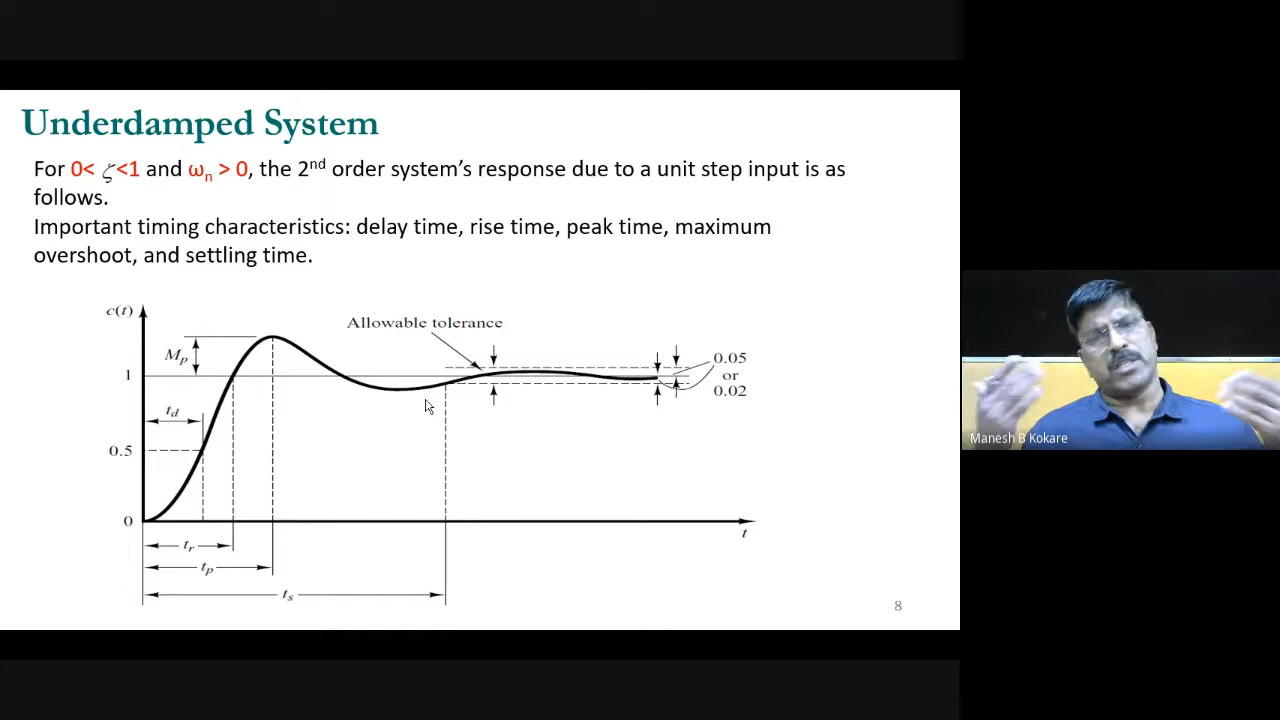 Underdamped System
For 0< ζ <1 and ωn > 0, the 2nd order system’s response due to a unit step input is as
follows.
Important timing characteristics: delay time, rise time, peak time, maximum
overshoot, and settling time.
c(t)
Allowable tolerance
Mp
0.05
or
0.02
1
td
0.5
0
t
tr
tp
ts
8
Manesh B Kokare